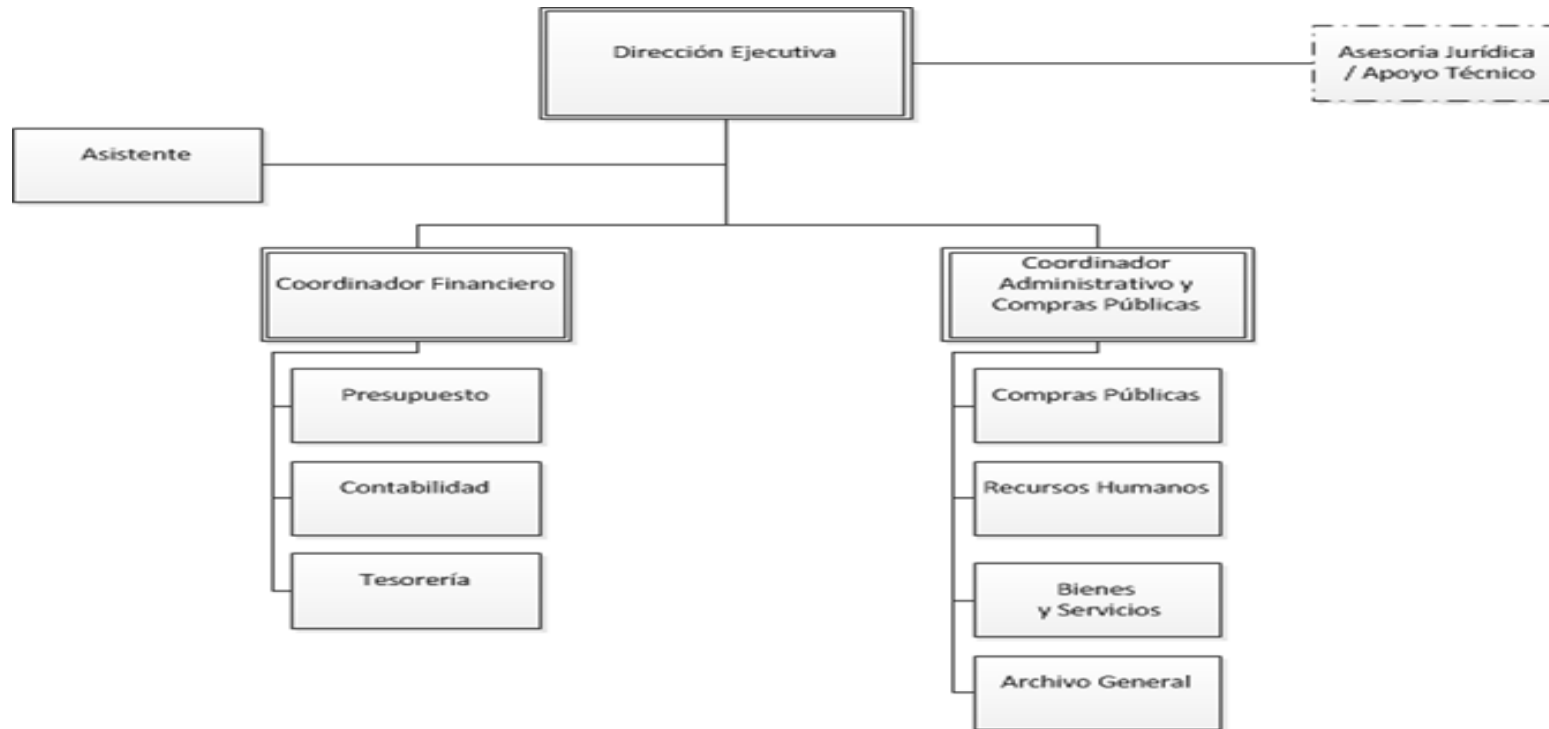 Dirección Ejecutiva
Asesoría Jurídica
/ Apoyo Técnico
Asistente
Coordinador Financiero
Coordinador
Administrativo y
Compras Públicas
Presupuesto
Contabilidad
Tesorería
Compras Públicas
Recursos Humanos
Bienes
y Servicios
Archivo General